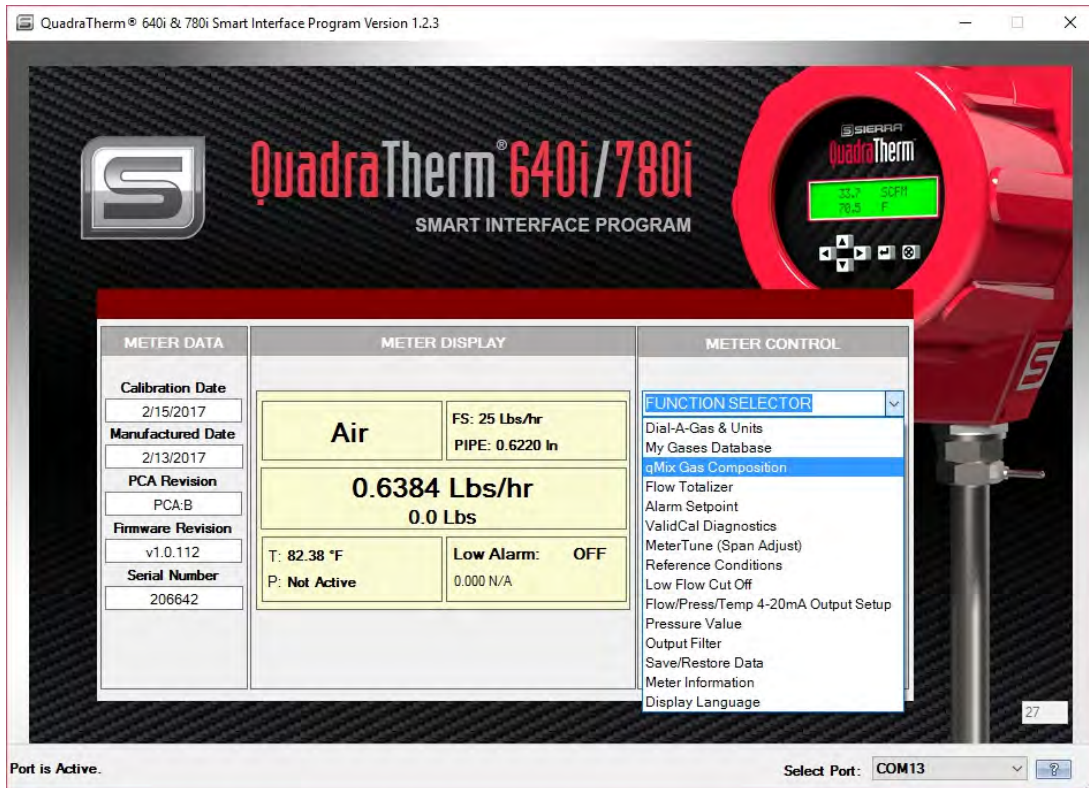 QuadraTherm® 640i & 780i Smart Interface Program Version 1.2.3
SIERRA
QuadraTherm
33.7 SCFM
70.5 F
S
QuadraTherm® 640i/780i
SMART INTERFACE PROGRAM
S
METER DATA
Calibration Date
2/15/2017
Manufactured Date
2/13/2017
PCA Revision
PCA:B
Firmware Revision
v1.0.112
Serial Number
206642
METER DISPLAY
Air
FS: 25 Lbs/hr
PIPE: 0.6220 In
0.6384 Lbs/hr
0.0 Lbs
T: 82.38 °F
P: Not Active
Low Alarm: OFF
0.000 N/A
METER CONTROL
FUNCTION SELECTOR
Dial-A-Gas & Units
My Gases Database
qMix Gas Composition
Flow Totalizer
Alarm Setpoint
ValidCal Diagnostics
MeterTune (Span Adjust)
Reference Conditions
Low Flow Cut Off
Flow/Press/Temp 4-20mA Output Setup
Pressure Value
Output Filter
Save/Restore Data
Meter Information
Display Language
27
Port is Active.
Select Port: COM13
?